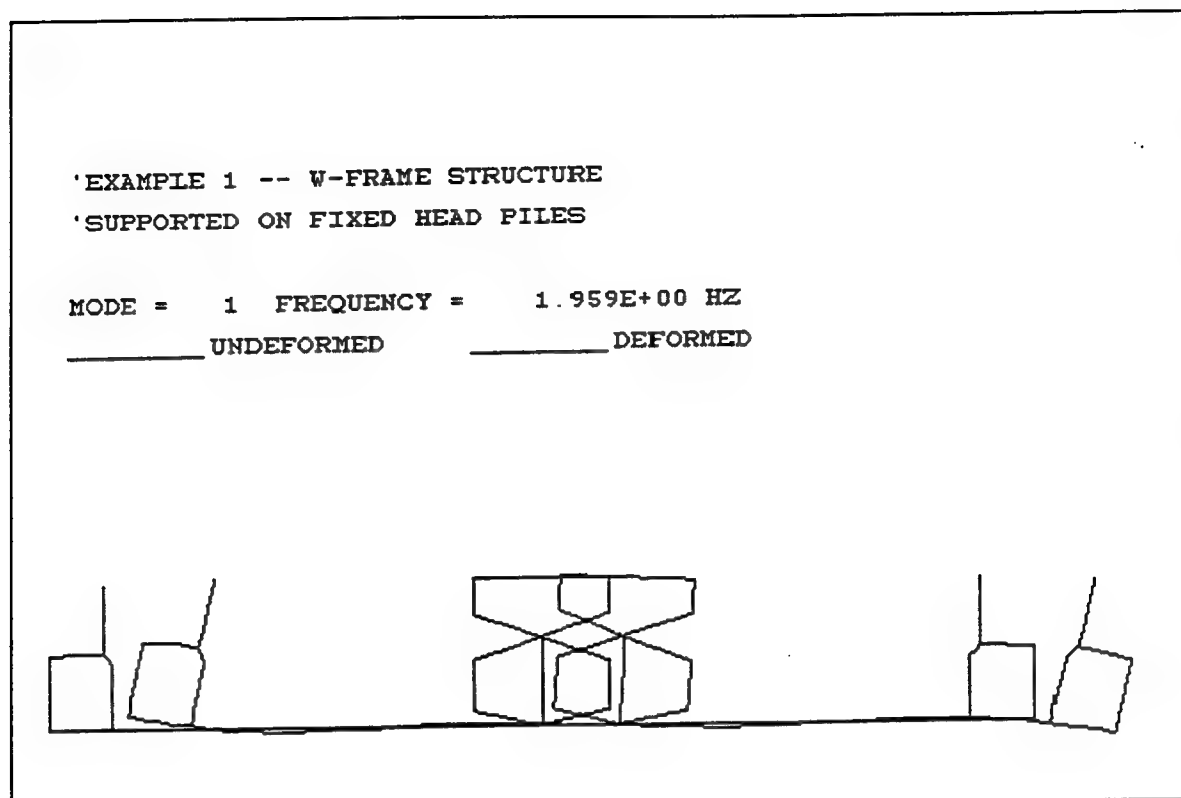 'EXAMPLE 1 -- W-FRAME STRUCTURE
'SUPPORTED ON FIXED HEAD PILES
MODE = 1 FREQUENCY = 1.959E+00 HZ
________ UNDEFORMED ________ DEFORMED